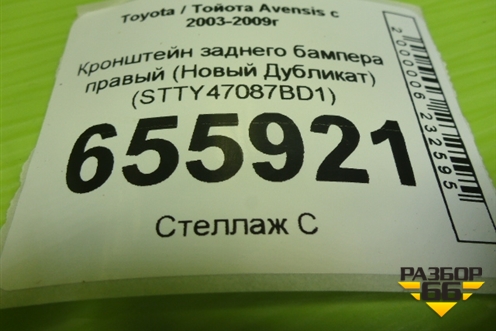 Toyota / Тойота Avensis с
2003-2009г
Кронштейн заднего бампера
правый (Новый Дубликат)
(STTY47087BD1)
655921
Стеллаж С
2000006232595
РАЗБОР
66